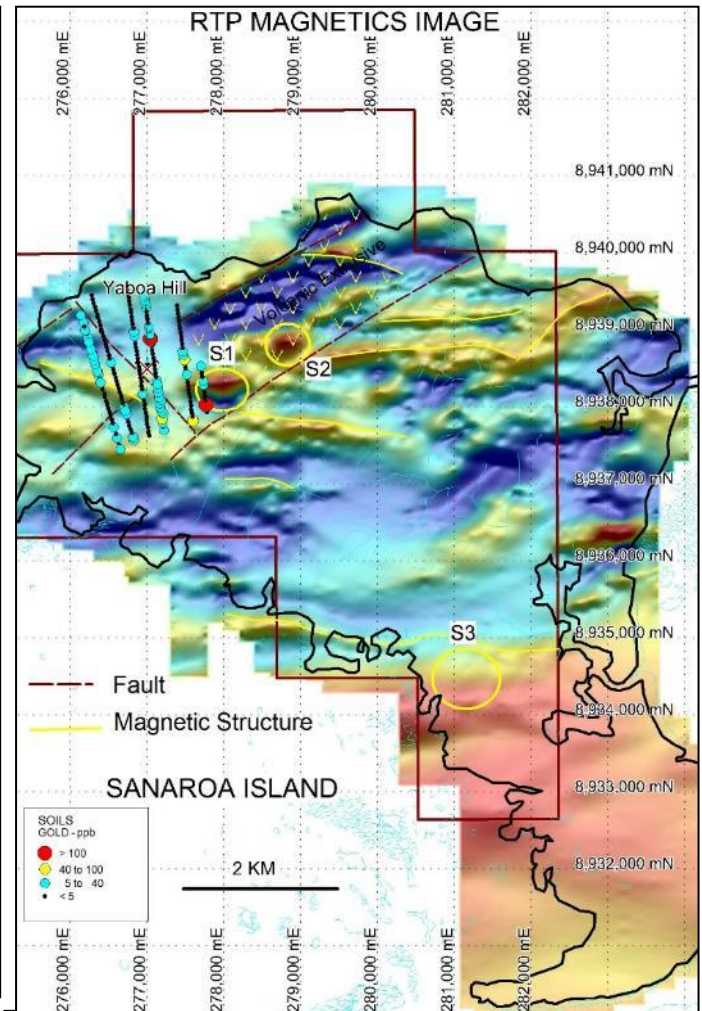 RTP MAGNETICS IMAGE
276,000 mE
277,000 mE
278,000 mE
279,000 mE
280,000 mE
281,000 mE
282,000 mE
8,941,000 mN
8,940,000 mN
Volcanic Extrusive
Yaboa Hill
8,939,000 mN
S1
S2
8,938,000 mN
8,937,000 mN
8,936,000 mN
8,935,000 mN
S3
Fault
8,934,000 mN
Magnetic Structure
SANAROA ISLAND
8,933,000 mN
SOILS
GOLD - ppb
> 100
40 to 100
5 to 40
< 5
2 KM
8,932,000 mN
276,000 mE
277,000 mE
278,000 mE
279,000 mE
280,000 mE
281,000 mE
282,000 mE